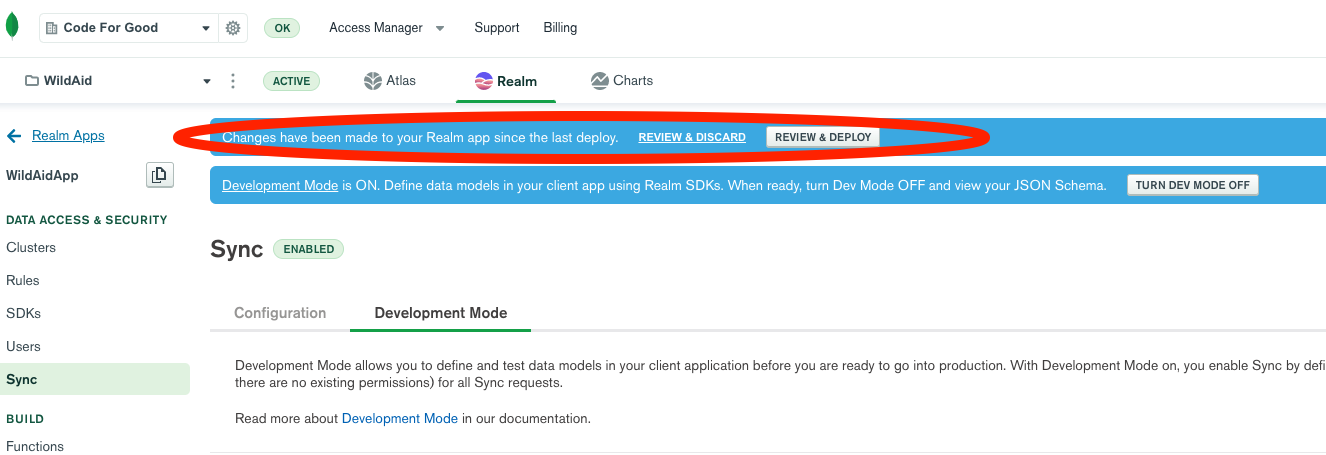 Code For Good OK Access Manager Support Billing
WildAid ACTIVE Atlas Realm Charts
Realm Apps
Changes have been made to your Realm app since the last deploy. REVIEW & DISCARD REVIEW & DEPLOY
WildAidApp
Development Mode is ON. Define data models in your client app using Realm SDKs. When ready, turn Dev Mode OFF and view your JSON Schema. TURN DEV MODE OFF
DATA ACCESS & SECURITY
Clusters
Rules
SDKs
Users
Sync
BUILD
Functions
Sync ENABLED
Configuration Development Mode
Development Mode allows you to define and test data models in your client application before you are ready to go into production. With Development Mode on, you enable Sync by defi
there are no existing permissions) for all Sync requests.
Read more about Development Mode in our documentation.